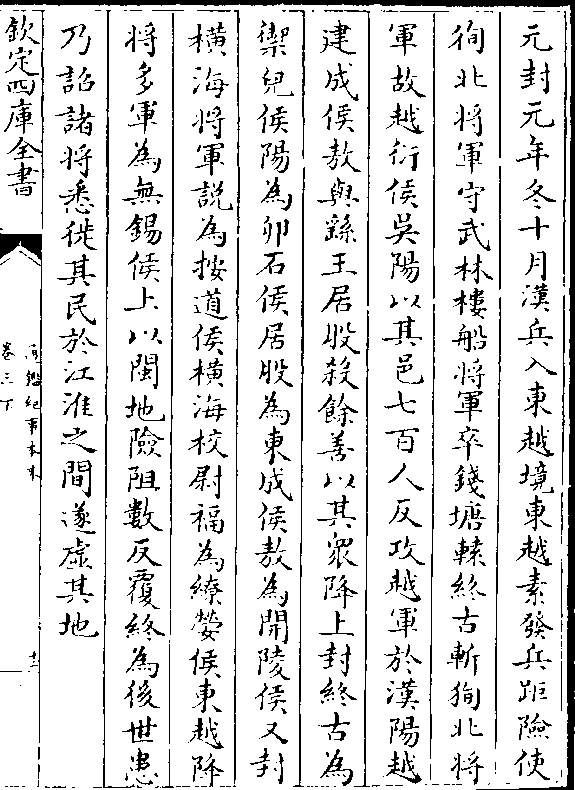 元封元年冬十月漢兵入東越境東越素發兵距險使
徇北将軍守武林樓船将軍卒錢塘轅終古斬狥北将
軍故越衍侯吳陽以其邑七百人反攻越軍於漢陽越
建成侯敖與繇王居股殺餘善以其衆降上封終古為
禦兒侯陽為卯石侯居股為東成侯敖為開陵侯又封
横海将軍説為按道侯横海校尉福為繚嫈侯東越降
将多軍為無錫侯上以閩地險阻數反覆終為後世患
乃詔諸将悉徙其民於江淮之間遂虛其地
欽定四庫全書
通鑑紀事本末
卷三下
十二